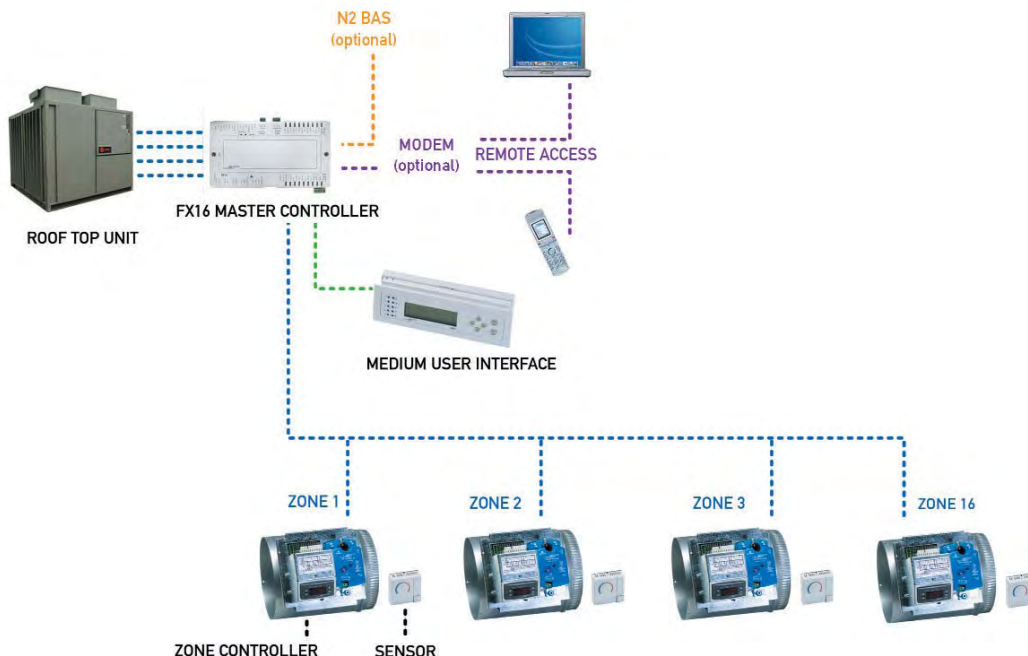 N2 BAS
(optional)
MODEM
(optional)
REMOTE ACCESS
FX16 MASTER CONTROLLER
ROOF TOP UNIT
MEDIUM USER INTERFACE
ZONE 1
ZONE 2
ZONE 3
ZONE 16
ZONE CONTROLLER
SENSOR